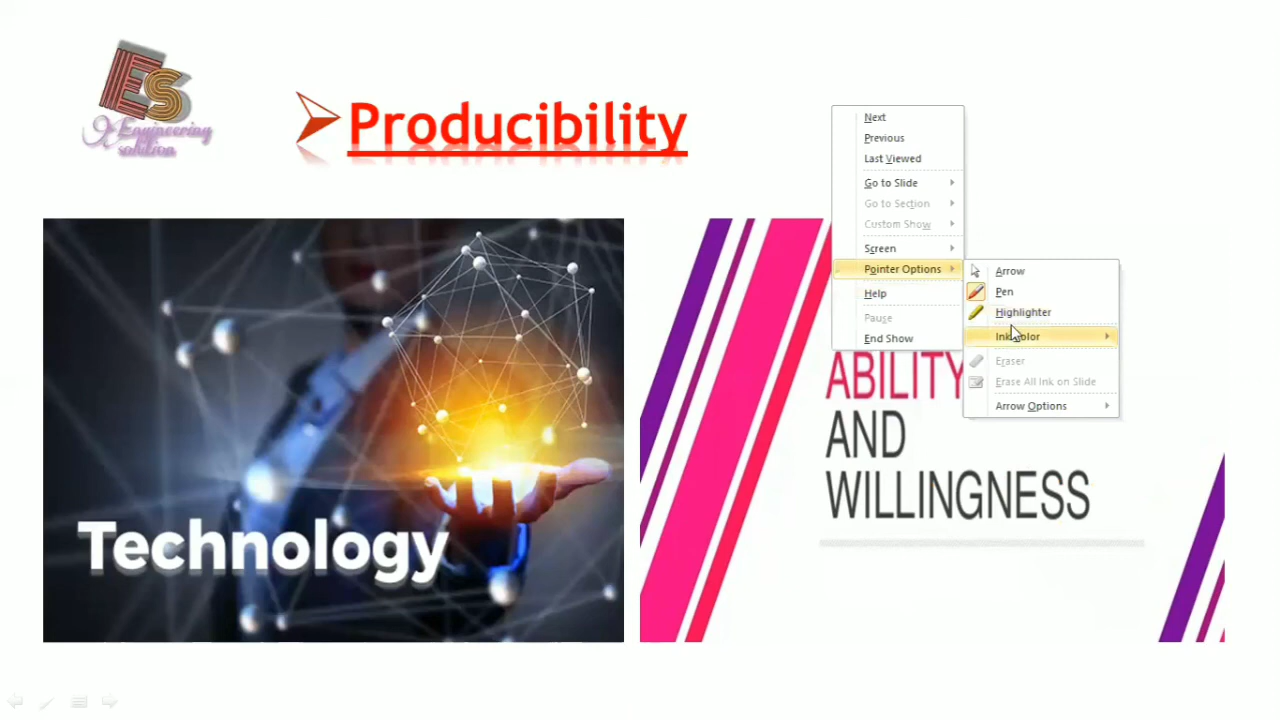 ES
Engineering
solution
Producibility
Next
Previous
Last Viewed
Go to Slide
Go to Section
Custom Show
Screen
Pointer Options
Help
Pause
End Show
Arrow
Pen
Highlighter
Ink Color
Eraser
Erase All Ink on Slide
Arrow Options
Technology
ABILITY
AND
WILLINGNESS